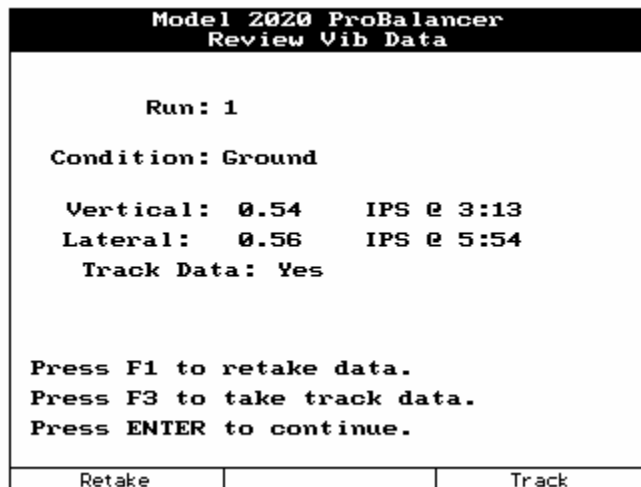 Model 2020 ProBalancer
Review Vib Data
Run: 1
Condition: Ground
Vertical: 0.54 IPS @ 3:13
Lateral: 0.56 IPS @ 5:54
Track Data: Yes
Press F1 to retake data.
Press F3 to take track data.
Press ENTER to continue.
Retake Track